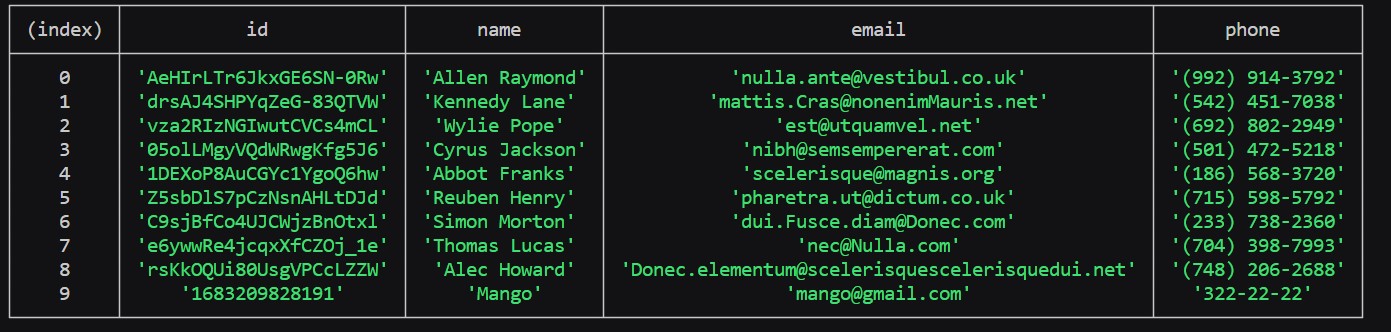 (index) id name email phone
0 'AeHIrLTr6JkxGE6SN-0Rw' 'Allen Raymond' 'nulla.ante@vestibul.co.uk' '(992) 914-3792'
1 'drsAJ4SHPYqZeG-83QTVW' 'Kennedy Lane' 'mattis.Cras@nonenimMauris.net' '(542) 451-7038'
2 'vza2RIzNGIwutCVCs4mCL' 'Wylie Pope' 'est@utquamvel.net' '(692) 802-2949'
3 '05olLMgyVQdWRwgKfg5J6' 'Cyrus Jackson' 'nibh@semsempererat.com' '(501) 472-5218'
4 '1DEXoP8AuCGYc1YgoQ6hw' 'Abbot Franks' 'scelerisque@magnis.org' '(186) 568-3720'
5 'Z5sbDlS7pCzNsnAHLtDJd' 'Reuben Henry' 'pharetra.ut@dictum.co.uk' '(715) 598-5792'
6 'C9sjBfCo4UJCWjzBnOtxl' 'Simon Morton' 'dui.Fusce.diam@Donec.com' '(233) 738-2360'
7 'e6ywwRe4jcqxXfCZOj_1e' 'Thomas Lucas' 'nec@Nulla.com' '(704) 398-7993'
8 'rsKkOQUi80UsgVPCcLZZW' 'Alec Howard' 'Donec.elementum@scelerisquescelerisquedui.net' '(748) 206-2688'
9 '1683209828191' 'Mango' 'mango@gmail.com' '322-22-22'